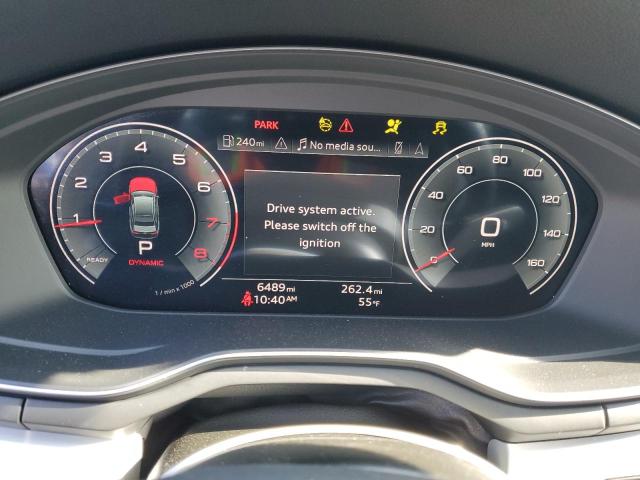 PARK
240mi
No media sou...
Drive system active.
Please switch off the
ignition
1 2 3 4 5 6 7 8
READY
P
DYNAMIC
1 / min x 1000
0 40 60 80 100 120 140 160
0
MPH
6489mi
262.4mi
10:40AM
55°F